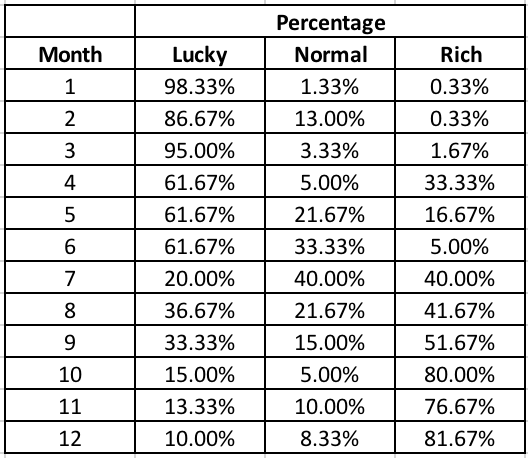 Percentage
Month Lucky Normal Rich
1 98.33% 1.33% 0.33%
2 86.67% 13.00% 0.33%
3 95.00% 3.33% 1.67%
4 61.67% 5.00% 33.33%
5 61.67% 21.67% 16.67%
6 61.67% 33.33% 5.00%
7 20.00% 40.00% 40.00%
8 36.67% 21.67% 41.67%
9 33.33% 15.00% 51.67%
10 15.00% 5.00% 80.00%
11 13.33% 10.00% 76.67%
12 10.00% 8.33% 81.67%